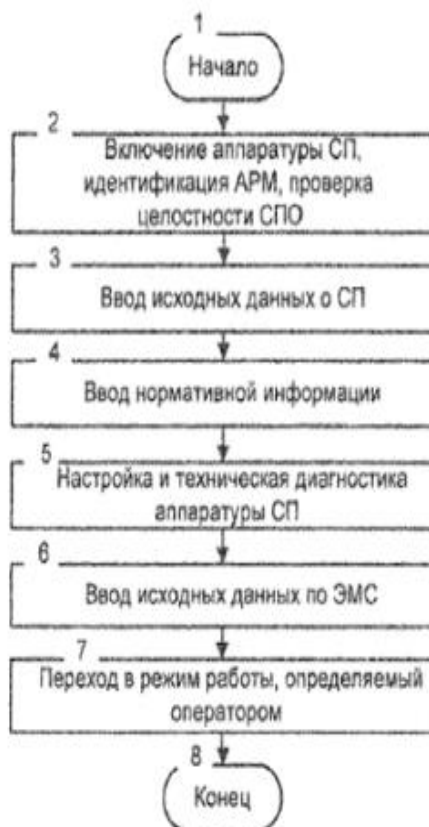 1
Начало
2
Включение аппаратуры СП,
идентификация АРМ, проверка
целостности СПО
3
Ввод исходных данных о СП
4
Ввод нормативной информации
5
Настройка и техническая диагностика
аппаратуры СП
6
Ввод исходных данных по ЭМС
7
Переход в режим работы, определяемый
оператором
8
Конец